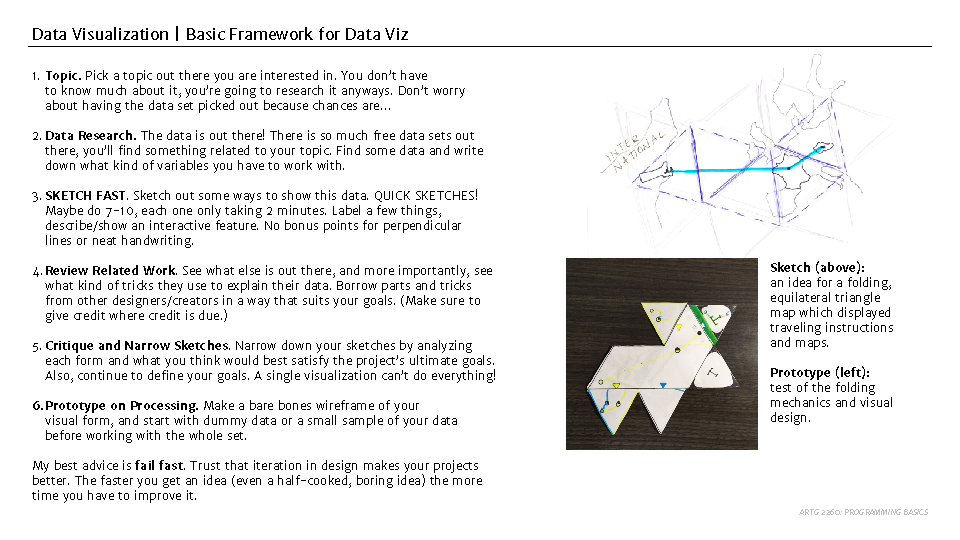 Data Visualization | Basic Framework for Data Viz
1. Topic. Pick a topic out there you are interested in. You don't have
to know much about it, you're going to research it anyways. Don't worry
about having the data set picked out because chances are...
2. Data Research. The data is out there! There is so much free data sets out
there, you'll find something related to your topic. Find some data and write
down what kind of variables you have to work with.
3. SKETCH FAST. Sketch out some ways to show this data. QUICK SKETCHES!
Maybe do 7-10, each one only taking 2 minutes. Label a few things,
describe/show an interactive feature. No bonus points for perpendicular
lines or neat handwriting.
4. Review Related Work. See what else is out there, and more importantly, see
what kind of tricks they use to explain their data. Borrow parts and tricks
from other designers/creators in a way that suits your goals. (Make sure to
give credit where credit is due.)
5. Critique and Narrow Sketches. Narrow down your sketches by analyzing
each form and what you think would best satisfy the project's ultimate goals.
Also, continue to define your goals. A single visualization can't do everything!
6. Prototype on Processing. Make a bare bones wireframe of your
visual form, and start with dummy data or a small sample of your data
before working with the whole set.
My best advice is fail fast. Trust that iteration in design makes your projects
better. The faster you get an idea (even a half-cooked, boring idea) the more
time you have to improve it.
INTER
NATIONAL
Sketch (above):
an idea for a folding,
equilateral triangle
map which displayed
traveling instructions
and maps.
Prototype (left):
test of the folding
mechanics and visual
design.
T
T
ARTG 2260: PROGRAMMING BASICS